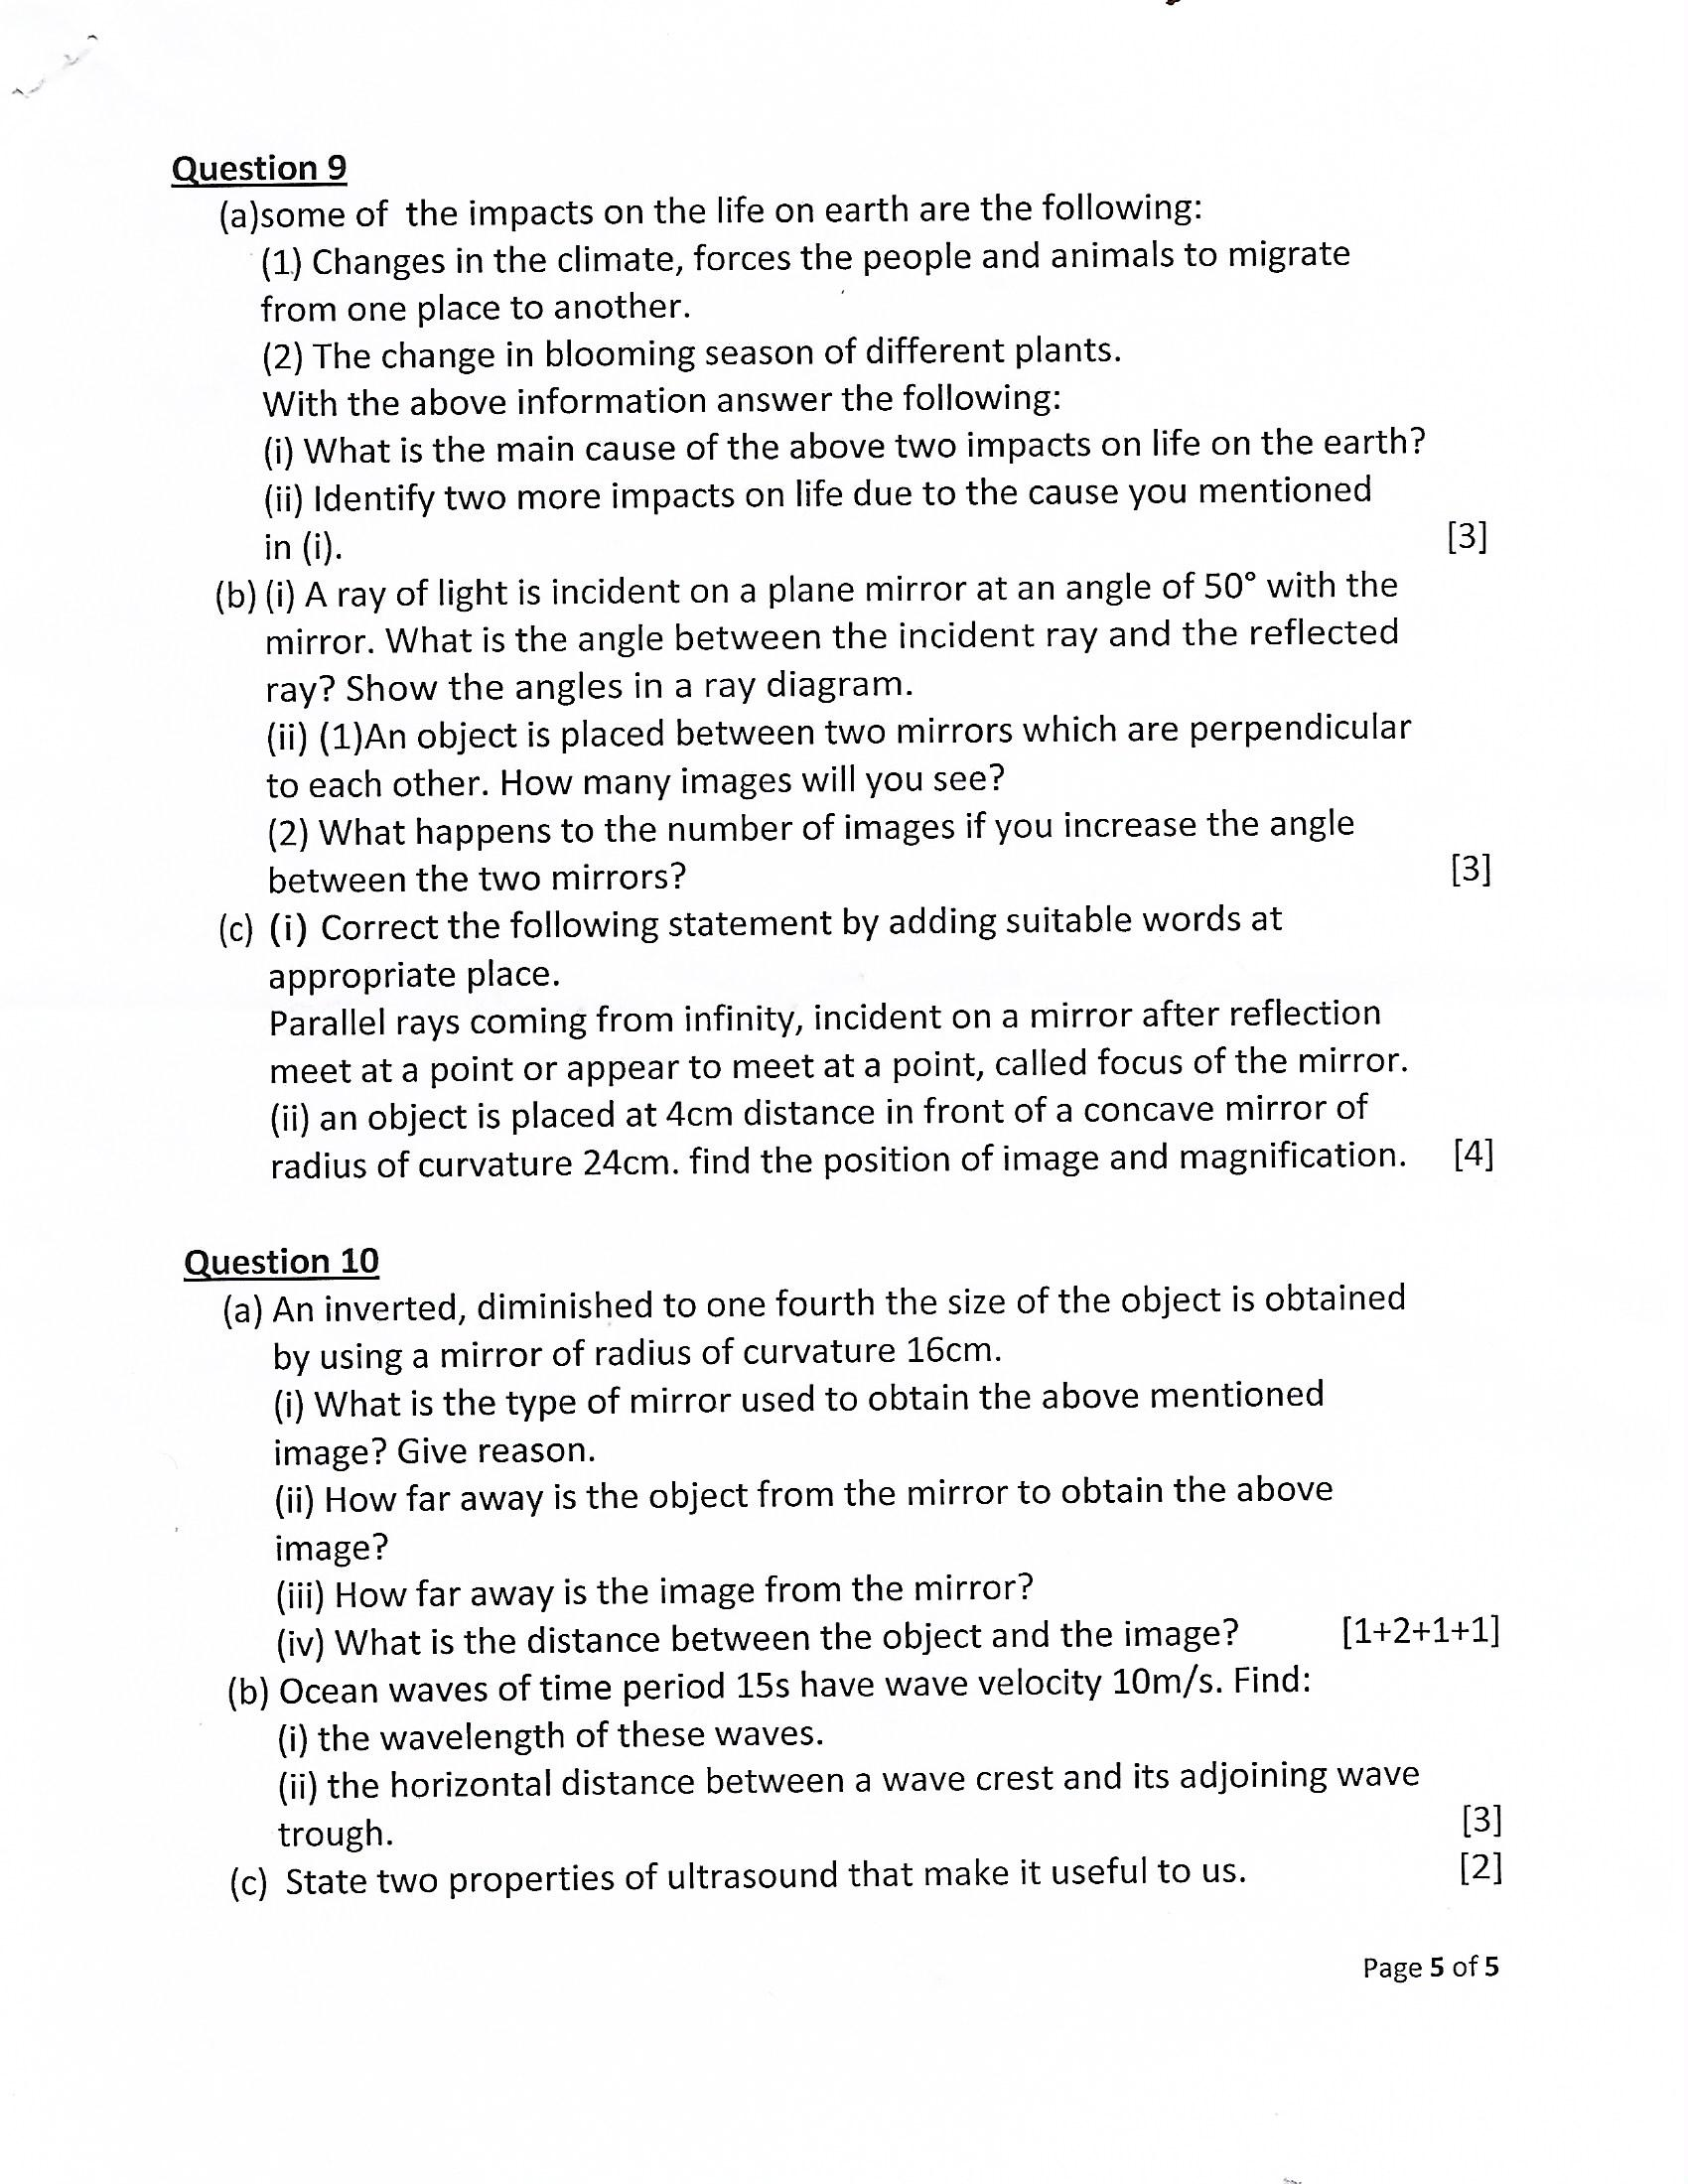 Question 9
(a)some of the impacts on the life on earth are the following:
(1) Changes in the climate, forces the people and animals to migrate
from one place to another.
(2) The change in blooming season of different plants.
With the above information answer the following:
(i) What is the main cause of the above two impacts on life on the earth?
(ii) Identify two more impacts on life due to the cause you mentioned
in (i). [3]
(b) (i) A ray of light is incident on a plane mirror at an angle of 50° with the
mirror. What is the angle between the incident ray and the reflected
ray? Show the angles in a ray diagram.
(ii) (1)An object is placed between two mirrors which are perpendicular
to each other. How many images will you see?
(2) What happens to the number of images if you increase the angle
between the two mirrors? [3]
(c) (i) Correct the following statement by adding suitable words at
appropriate place.
Parallel rays coming from infinity, incident on a mirror after reflection
meet at a point or appear to meet at a point, called focus of the mirror.
(ii) an object is placed at 4cm distance in front of a concave mirror of
radius of curvature 24cm. find the position of image and magnification. [4]
Question 10
(a) An inverted, diminished to one fourth the size of the object is obtained
by using a mirror of radius of curvature 16cm.
(i) What is the type of mirror used to obtain the above mentioned
image? Give reason.
(ii) How far away is the object from the mirror to obtain the above
image?
(iii) How far away is the image from the mirror?
(iv) What is the distance between the object and the image? [1+2+1+1]
(b) Ocean waves of time period 15s have wave velocity 10m/s. Find:
(i) the wavelength of these waves.
(ii) the horizontal distance between a wave crest and its adjoining wave
trough. [3]
(c) State two properties of ultrasound that make it useful to us. [2]
Page 5 of 5